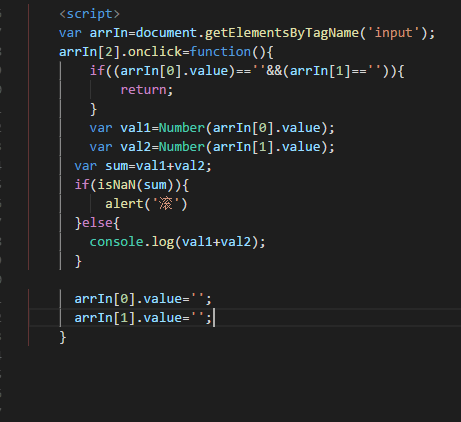 <script>
var arrIn=document.getElementsByTagName('input');
arrIn[2].onclick=function(){
if((arrIn[0].value)==''&&(arrIn[1]=='')){
return;
}
var val1=Number(arrIn[0].value);
var val2=Number(arrIn[1].value);
var sum=val1+val2;
if(isNaN(sum)){
alert('滚')
}else{
console.log(val1+val2);
}
arrIn[0].value='';
arrIn[1].value='';
}